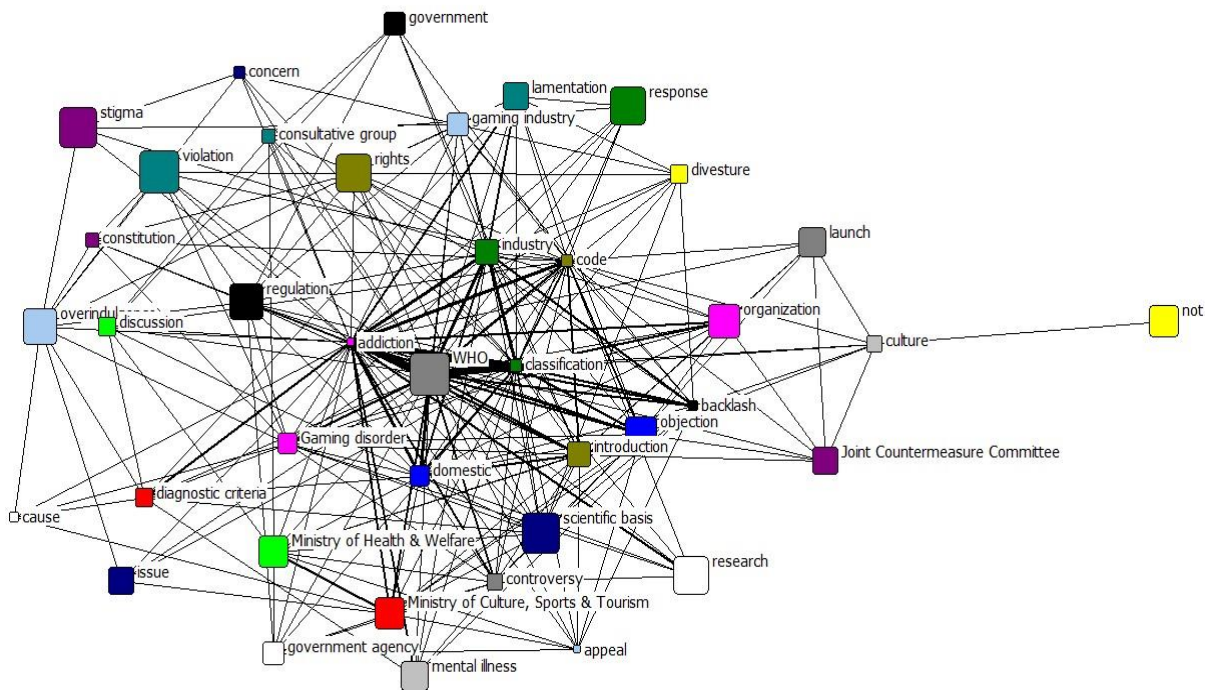 government
concern
lamentation
response
stigma
gaming industry
consultative group
violation
rights
divesture
constitution
launch
industry
code
regulation
organization
not
discussion
addiction
culture
WHO
classification
backlash
objection
Gaming disorder
introduction
Joint Countermeasure Committee
domestic
diagnostic criteria
cause
scientific basis
Ministry of Health & Welfare
research
issue
controversy
Ministry of Culture, Sports & Tourism
government agency
appeal
mental illness